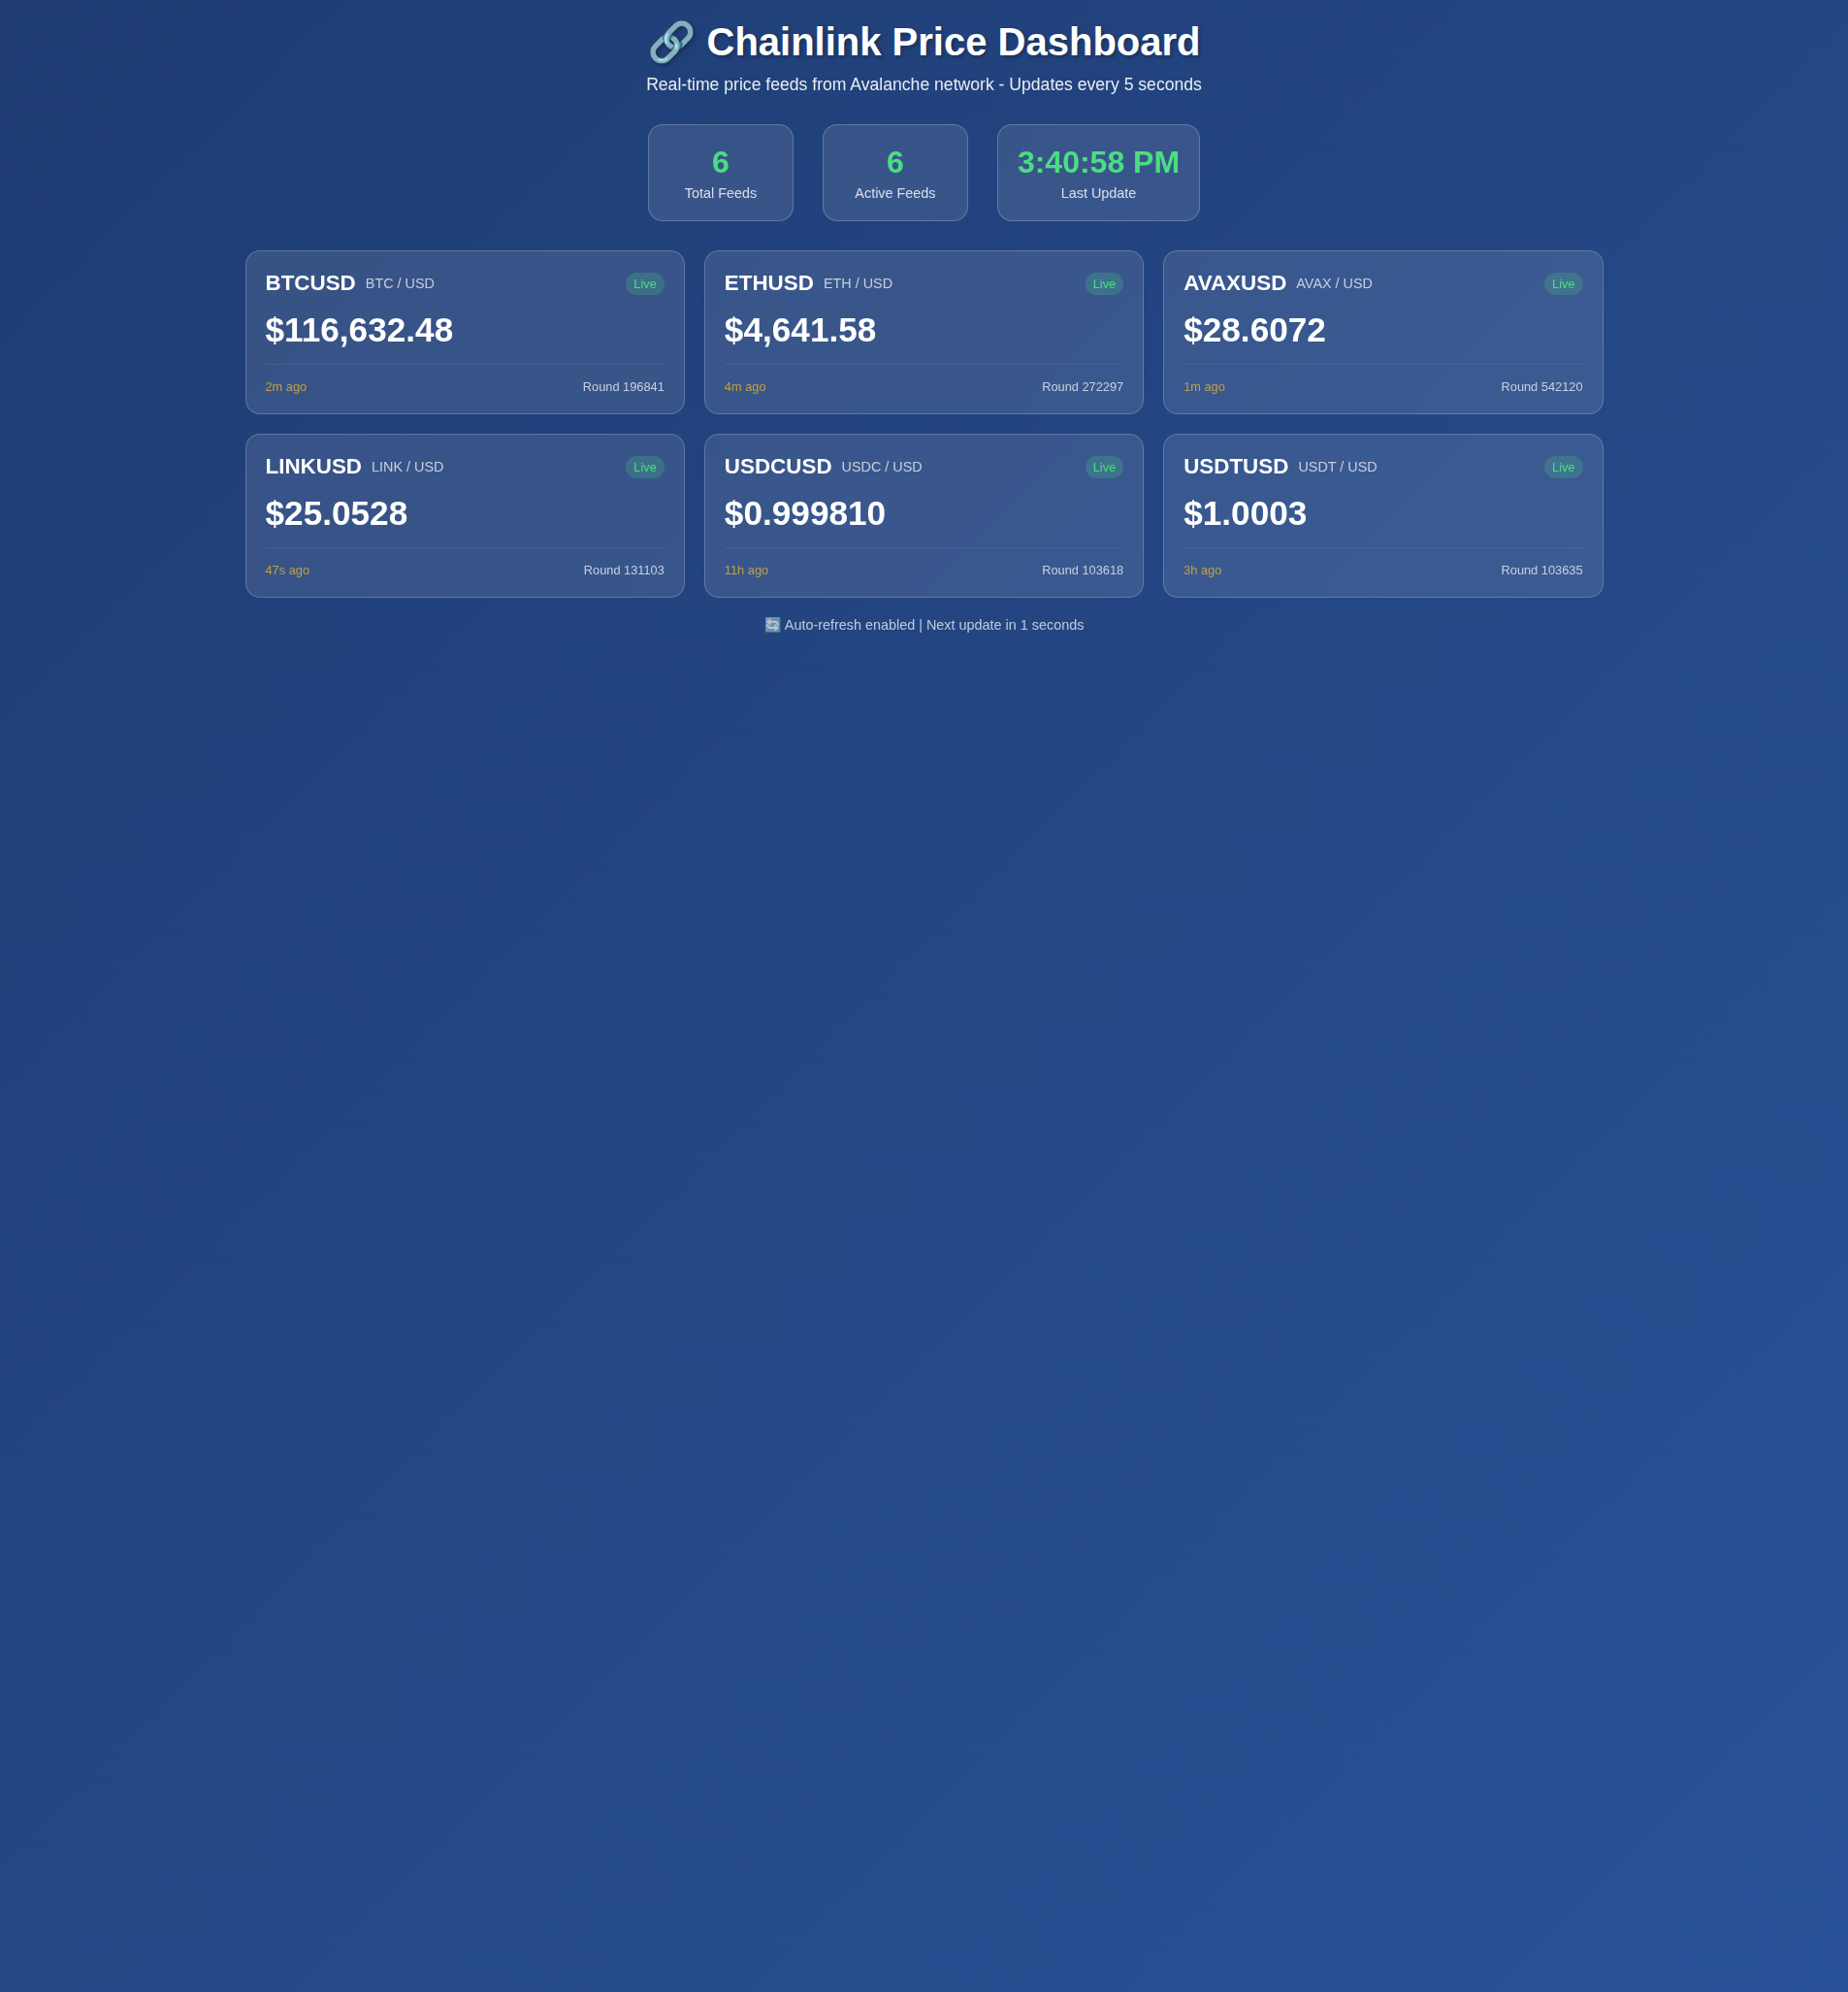 🔗 Chainlink Price Dashboard
Real-time price feeds from Avalanche network - Updates every 5 seconds
6
Total Feeds
6
Active Feeds
3:40:58 PM
Last Update
BTCUSD BTC / USD Live
$116,632.48
2m ago Round 196841
ETHUSD ETH / USD Live
$4,641.58
4m ago Round 272297
AVAXUSD AVAX / USD Live
$28.6072
1m ago Round 542120
LINKUSD LINK / USD Live
$25.0528
47s ago Round 131103
USDCUSD USDC / USD Live
$0.999810
11h ago Round 103618
USDTUSD USDT / USD Live
$1.0003
3h ago Round 103635
🔄 Auto-refresh enabled | Next update in 1 seconds